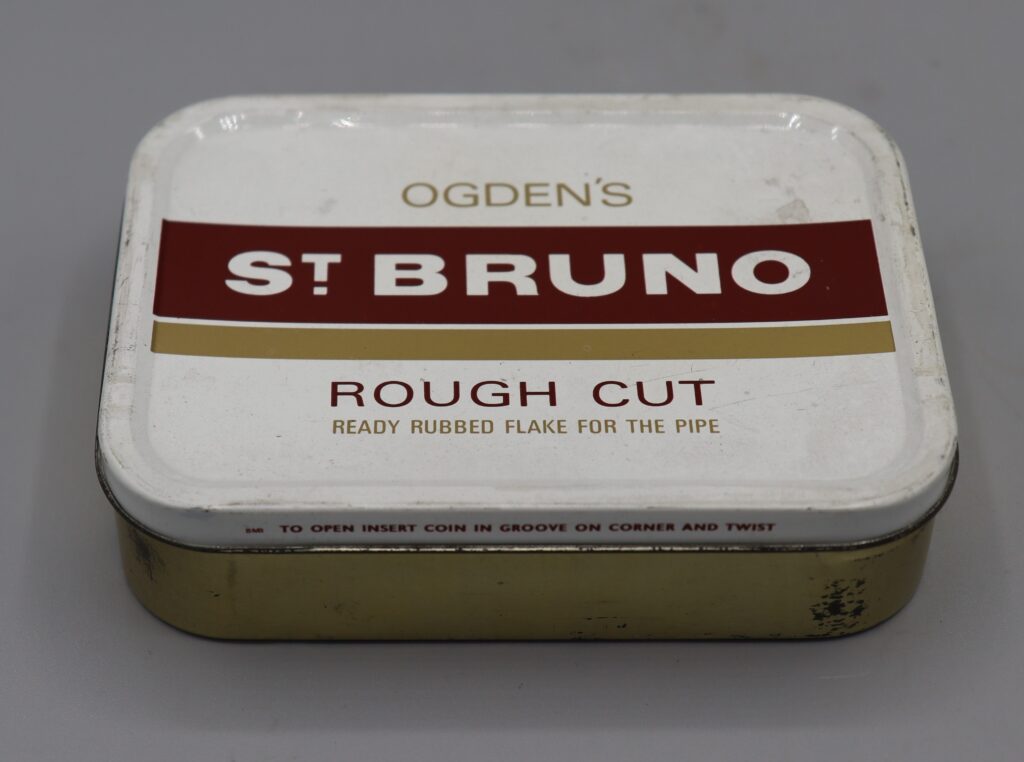 OGDEN'S
ST. BRUNO
ROUGH CUT
READY RUBBED FLAKE FOR THE PIPE
TO OPEN INSERT COIN IN GROOVE ON CORNER AND TWIST